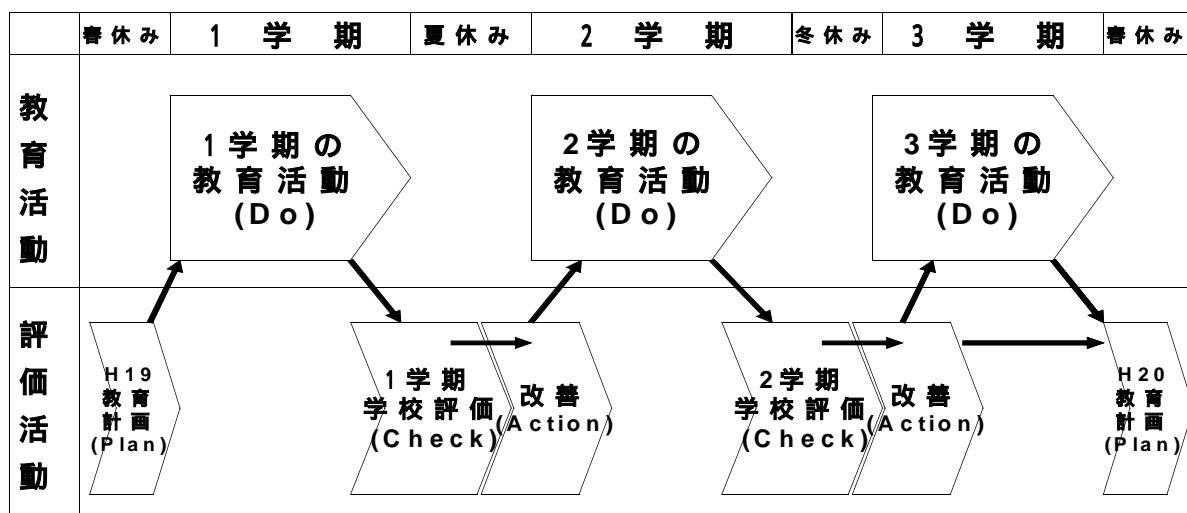 春休み 1学期 夏休み 2学期 冬休み 3学期 春休み
教育活動
1学期の
教育活動
(Do)
2学期の
教育活動
(Do)
3学期の
教育活動
(Do)
評価活動
H19
教育
計画
(Plan)
1学期
学校評価
(Check)
改善
(Action)
2学期
学校評価
(Check)
改善
(Action)
H20
教育
計画
(Plan)